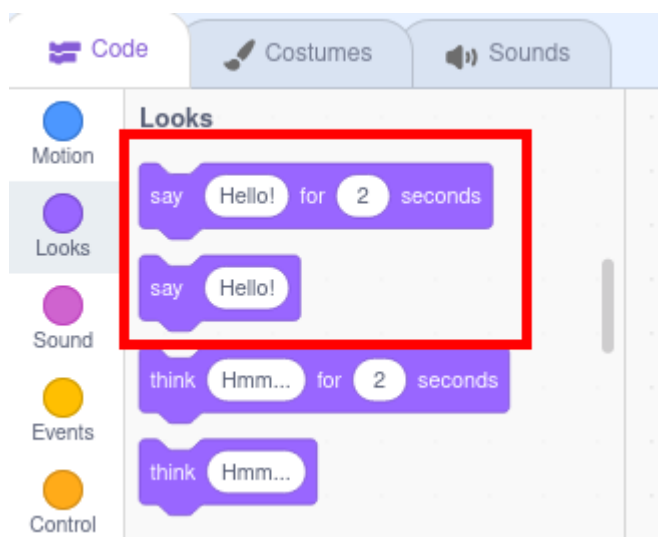 Code Costumes Sounds
Motion
Looks
Sound
Events
Control
Looks
say Hello! for 2 seconds
say Hello!
think Hmm... for 2 seconds
think Hmm...